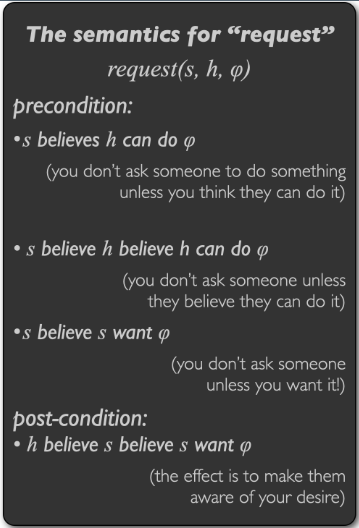 The semantics for “request”
request(s, h, φ)
precondition:
•s believes h can do φ
(you don’t ask someone to do something
unless you think they can do it)
• s believe h believe h can do φ
(you don’t ask someone unless
they believe they can do it)
•s believe s want φ
(you don’t ask someone
unless you want it!)
post-condition:
• h believe s believe s want φ
(the effect is to make them
aware of your desire)